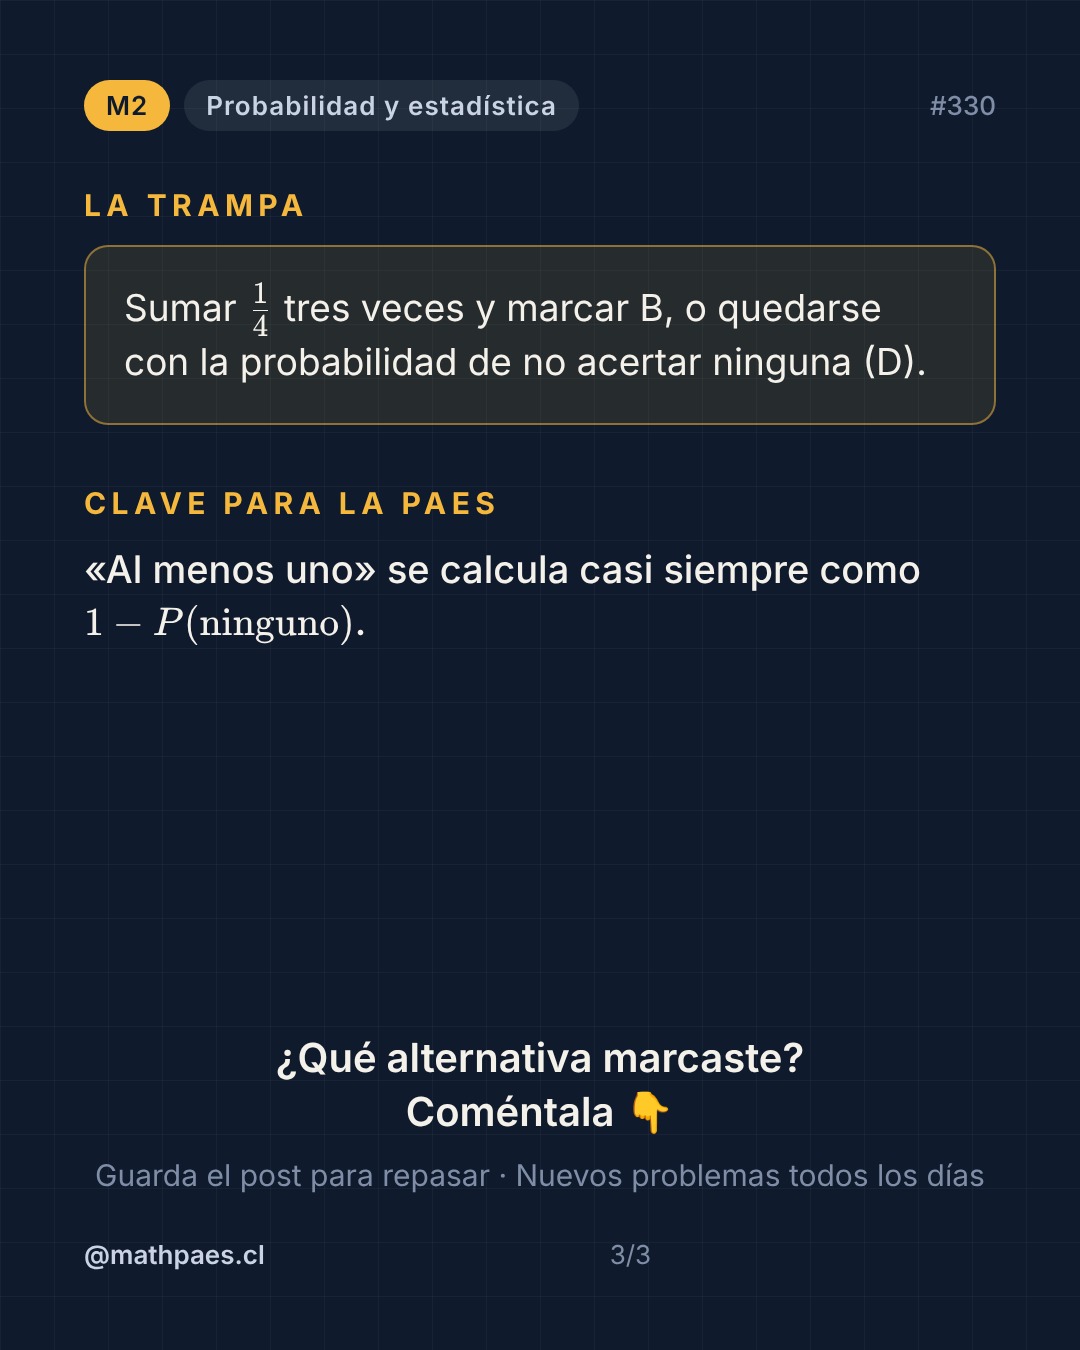 M2 Probabilidad y estadística #330
LA TRAMPA
Sumar 1/4 tres veces y marcar B, o quedarse
con la probabilidad de no acertar ninguna (D).
CLAVE PARA LA PAES
«Al menos uno» se calcula casi siempre como
1 − P(ninguno).
¿Qué alternativa marcaste?
Coméntala 👇
Guarda el post para repasar · Nuevos problemas todos los días
@mathpaes.cl 3/3